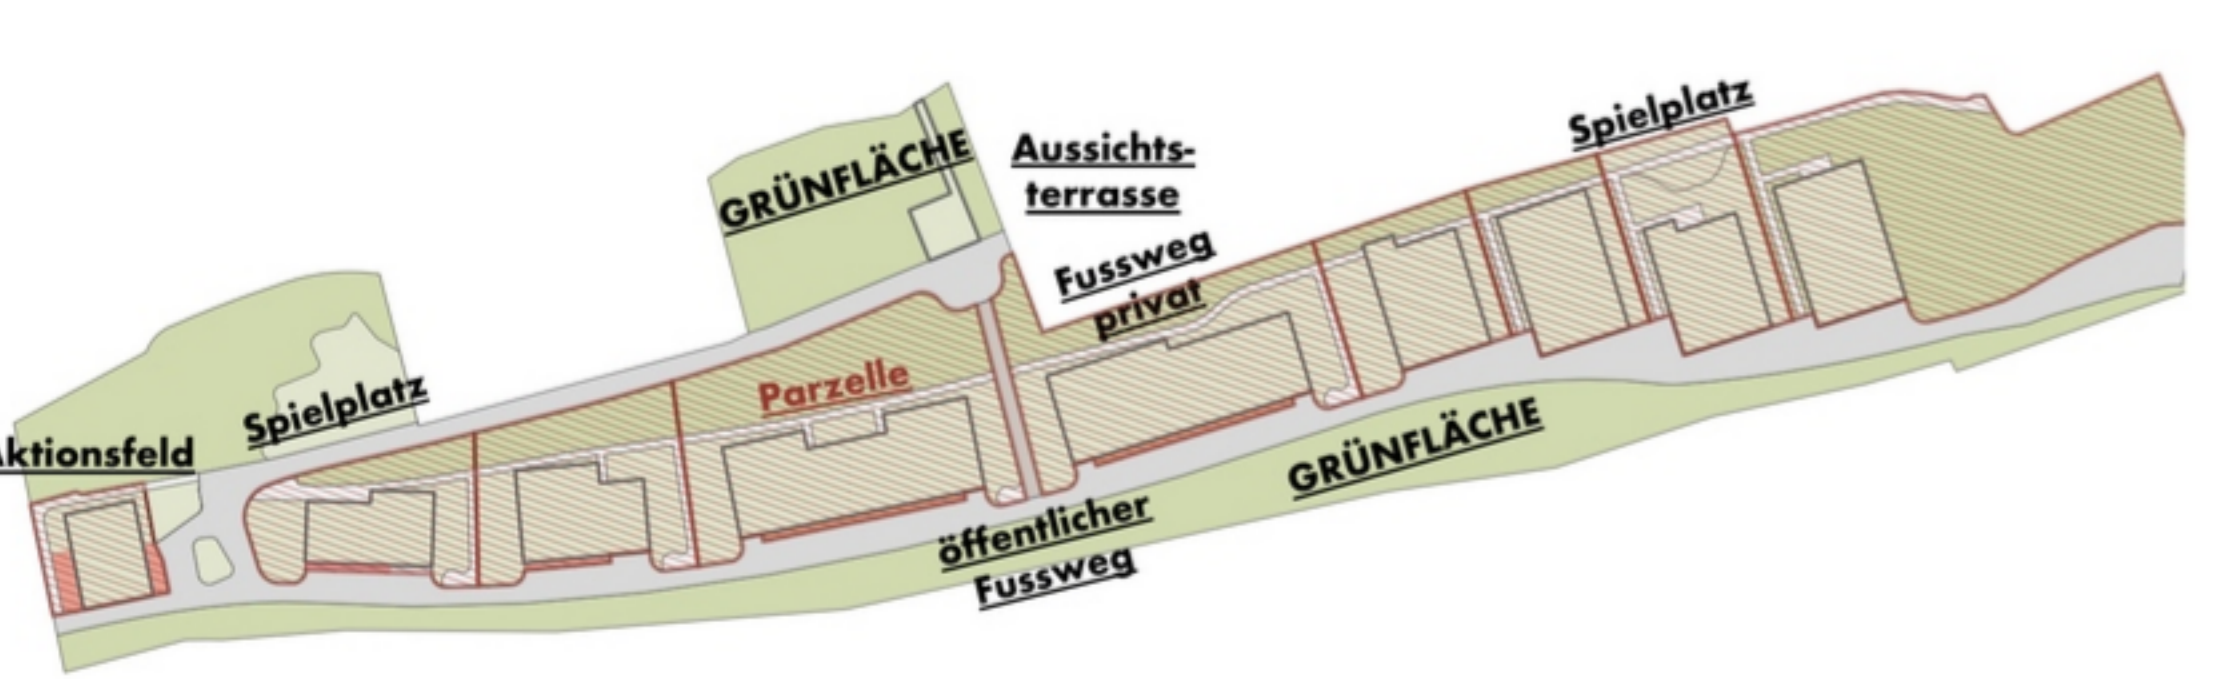 Spielplatz
GRÜNFLÄCHE
Aussichts-
terrasse
Fussweg
privat
Parzelle
Spielplatz
ktionsfeld
GRÜNFLÄCHE
öffentlicher
Fussweg